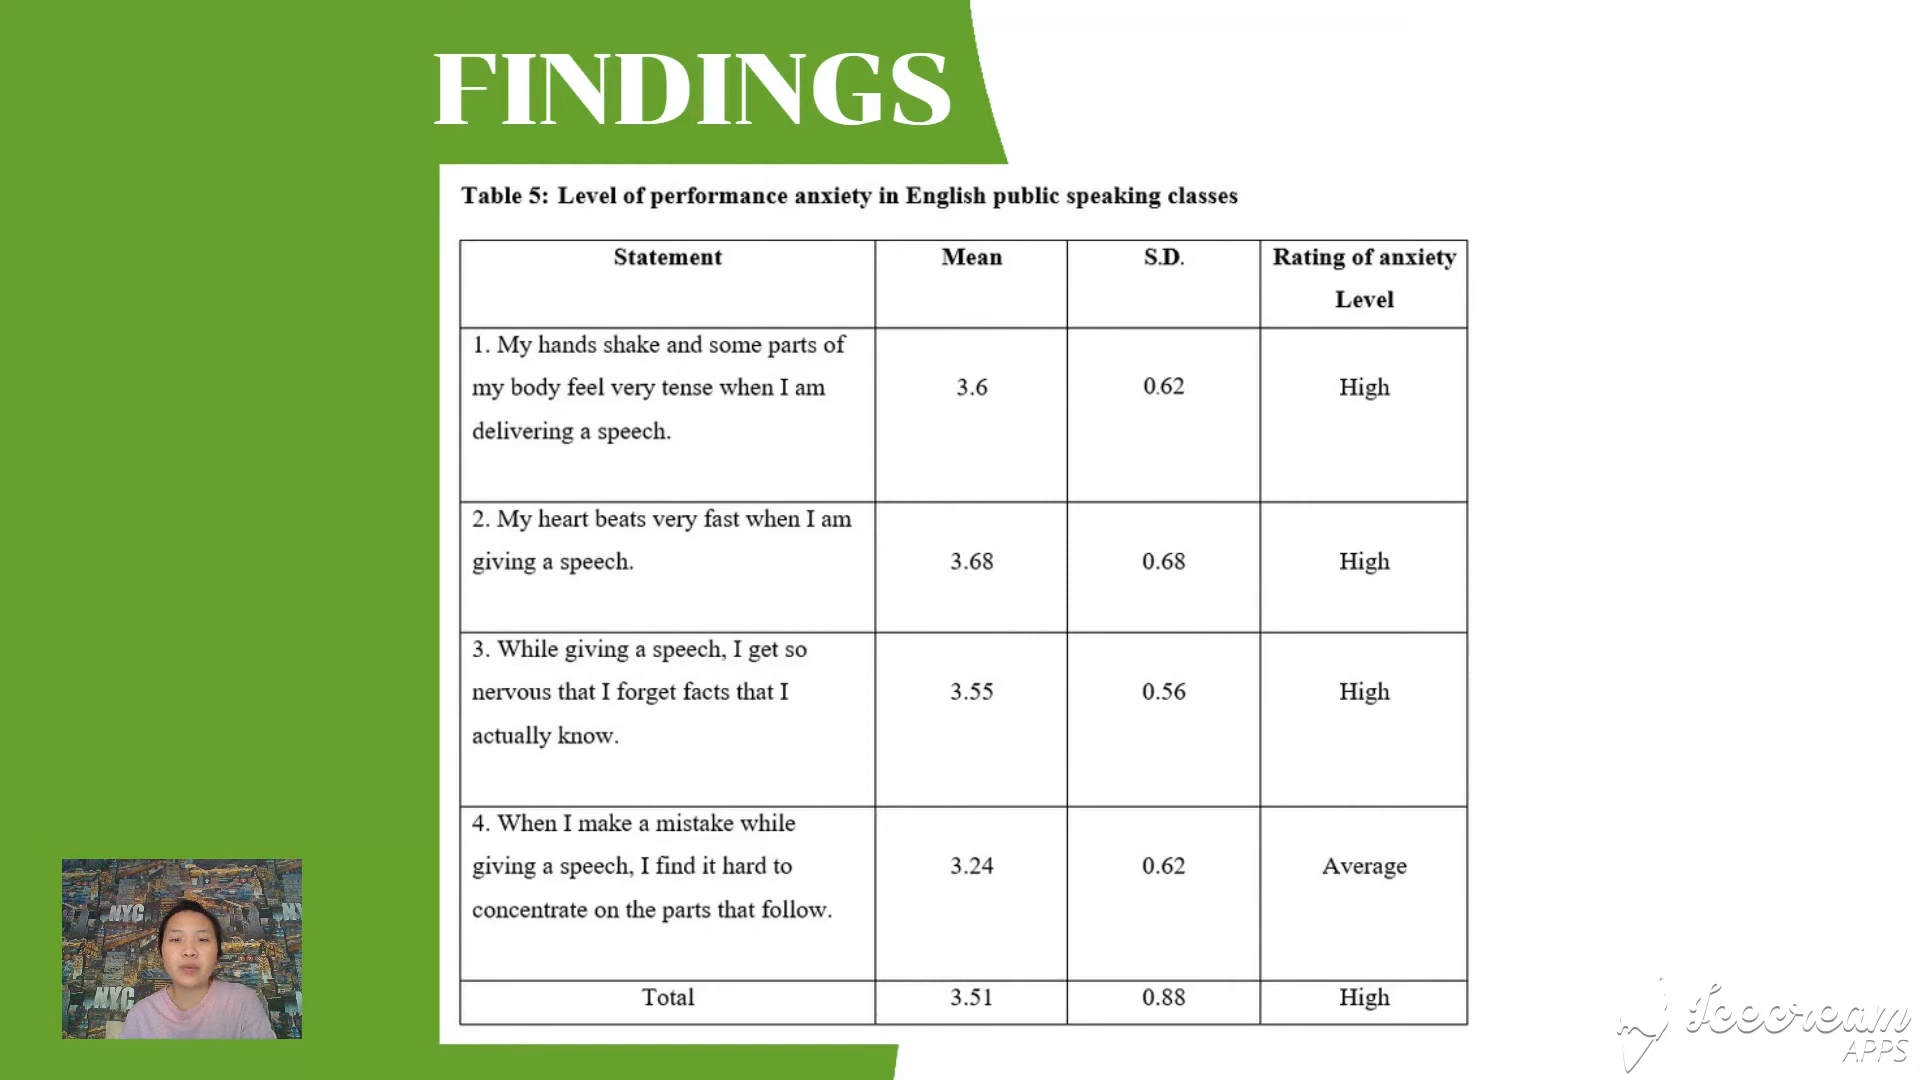 FINDINGS
Table 5: Level of performance anxiety in English public speaking classes
Statement
Mean
S.D.
Rating of anxiety
Level
1. My hands shake and some parts of
my body feel very tense when I am
delivering a speech.
3.6
0.62
High
2. My heart beats very fast when I am
giving a speech.
3.68
0.68
High
3. While giving a speech, I get so
nervous that I forget facts that I
actually know.
3.55
0.56
High
4. When I make a mistake while
giving a speech, I find it hard to
concentrate on the parts that follow.
3.24
0.62
Average
Total
3.51
0.88
High
NYC
NYC
Icecream
APPS